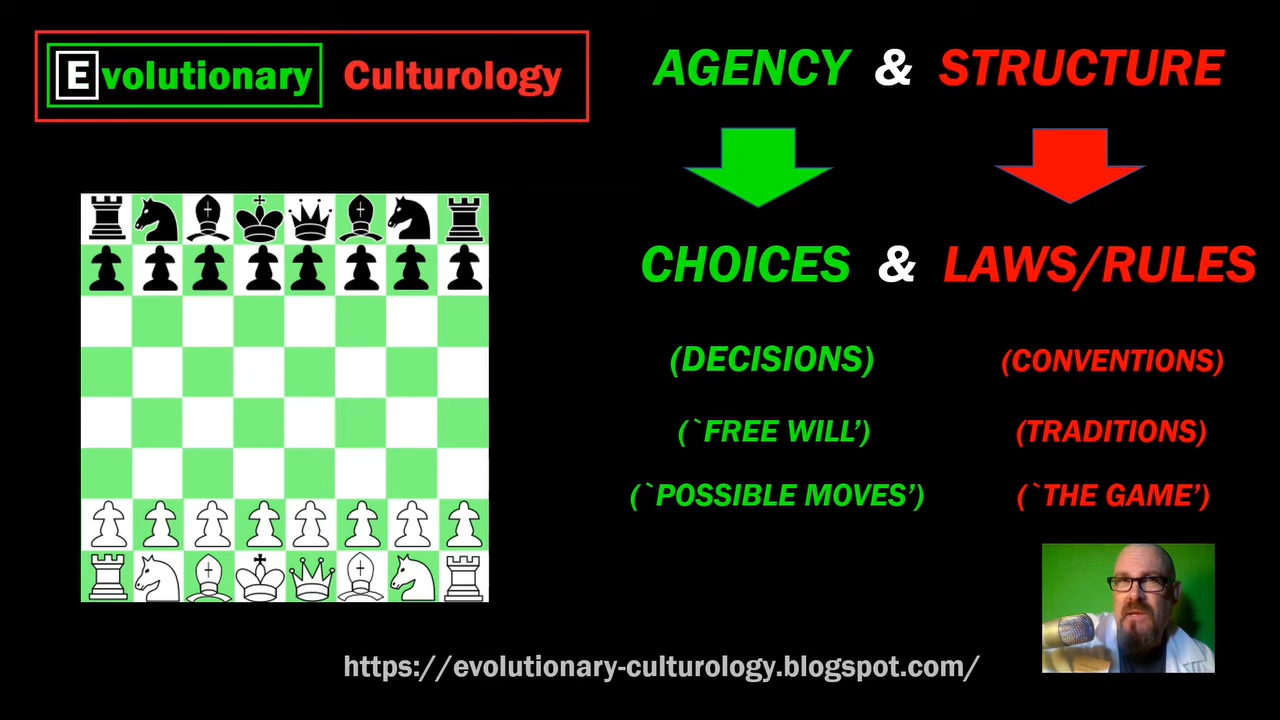 Evolutionary Culturology
AGENCY & STRUCTURE
CHOICES & LAWS/RULES
(DECISIONS) (CONVENTIONS)
(`FREE WILL’) (TRADITIONS)
(`POSSIBLE MOVES’) (`THE GAME’)
https://evolutionary-culturology.blogspot.com/